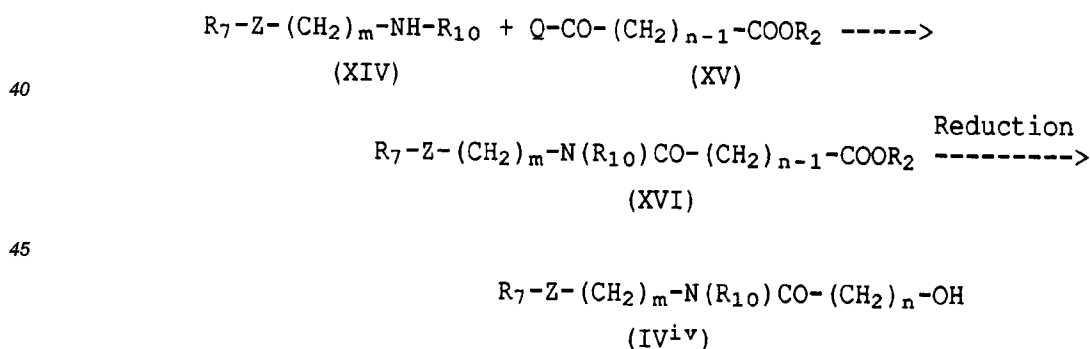 R₇-Z-(CH₂)ₘ-NH-R₁₀ + Q-CO-(CH₂)ₙ₋₁-COOR₂ ----->
(XIV) (XV)
40
Reduction
R₇-Z-(CH₂)ₘ-N(R₁₀)CO-(CH₂)ₙ₋₁-COOR₂ --------->
(XVI)
45
R₇-Z-(CH₂)ₘ-N(R₁₀)CO-(CH₂)ₙ-OH
(IVⁱᵛ)